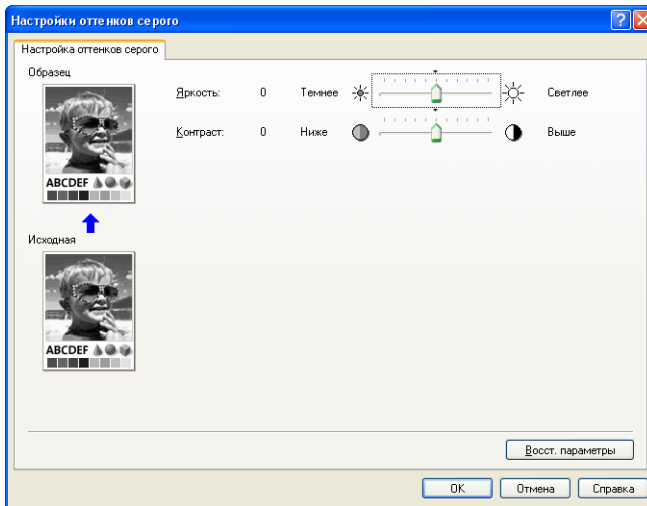 Настройки оттенков серого
Настройка оттенков серого
Образец
ABCDEF
Яркость: 0 Темнее Светлее
Контраст: 0 Ниже Выше
Исходная
ABCDEF
Восст. параметры
OK Отмена Справка